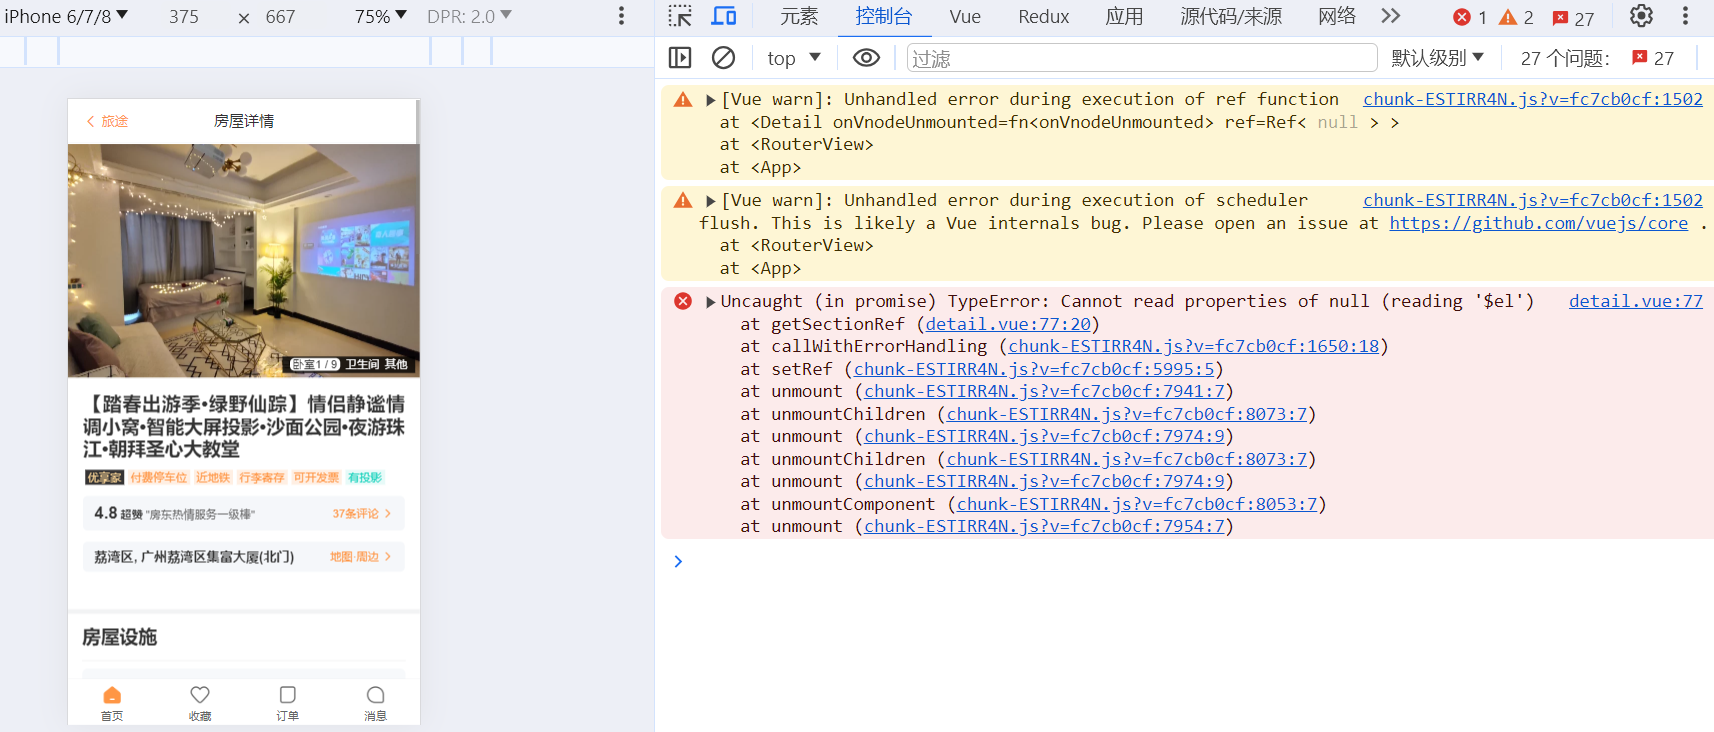 iPhone 6/7/8 375 × 667 75% DPR: 2.0
元素 控制台 Vue Redux 应用 源代码/来源 网络 1 2 27
top 过滤 默认级别 27 个问题: 27
旅途 房屋详情
卧室1 / 9 卫生间 其他
【踏春出游季•绿野仙踪】情侣静谧情
调小窝•智能大屏投影•沙面公园•夜游珠
江•朝拜圣心大教堂
优享家 付费停车位 近地铁 行李寄存 可开发票 有投影
4.8 超赞 "房东热情服务一级棒" 37条评论
荔湾区, 广州荔湾区集富大厦(北门) 地图·周边
房屋设施
首页 收藏 订单 消息
[Vue warn]: Unhandled error during execution of ref function chunk-ESTIRR4N.js?v=fc7cb0cf:1502
at <Detail onVnodeUnmounted=fn<onVnodeUnmounted> ref=Ref< null > >
at <RouterView>
at <App>
[Vue warn]: Unhandled error during execution of scheduler chunk-ESTIRR4N.js?v=fc7cb0cf:1502
flush. This is likely a Vue internals bug. Please open an issue at https://github.com/vuejs/core .
at <RouterView>
at <App>
Uncaught (in promise) TypeError: Cannot read properties of null (reading '$el') detail.vue:77
at getSectionRef (detail.vue:77:20)
at callWithErrorHandling (chunk-ESTIRR4N.js?v=fc7cb0cf:1650:18)
at setRef (chunk-ESTIRR4N.js?v=fc7cb0cf:5995:5)
at unmount (chunk-ESTIRR4N.js?v=fc7cb0cf:7941:7)
at unmountChildren (chunk-ESTIRR4N.js?v=fc7cb0cf:8073:7)
at unmount (chunk-ESTIRR4N.js?v=fc7cb0cf:7974:9)
at unmountChildren (chunk-ESTIRR4N.js?v=fc7cb0cf:8073:7)
at unmount (chunk-ESTIRR4N.js?v=fc7cb0cf:7974:9)
at unmountComponent (chunk-ESTIRR4N.js?v=fc7cb0cf:8053:7)
at unmount (chunk-ESTIRR4N.js?v=fc7cb0cf:7954:7)